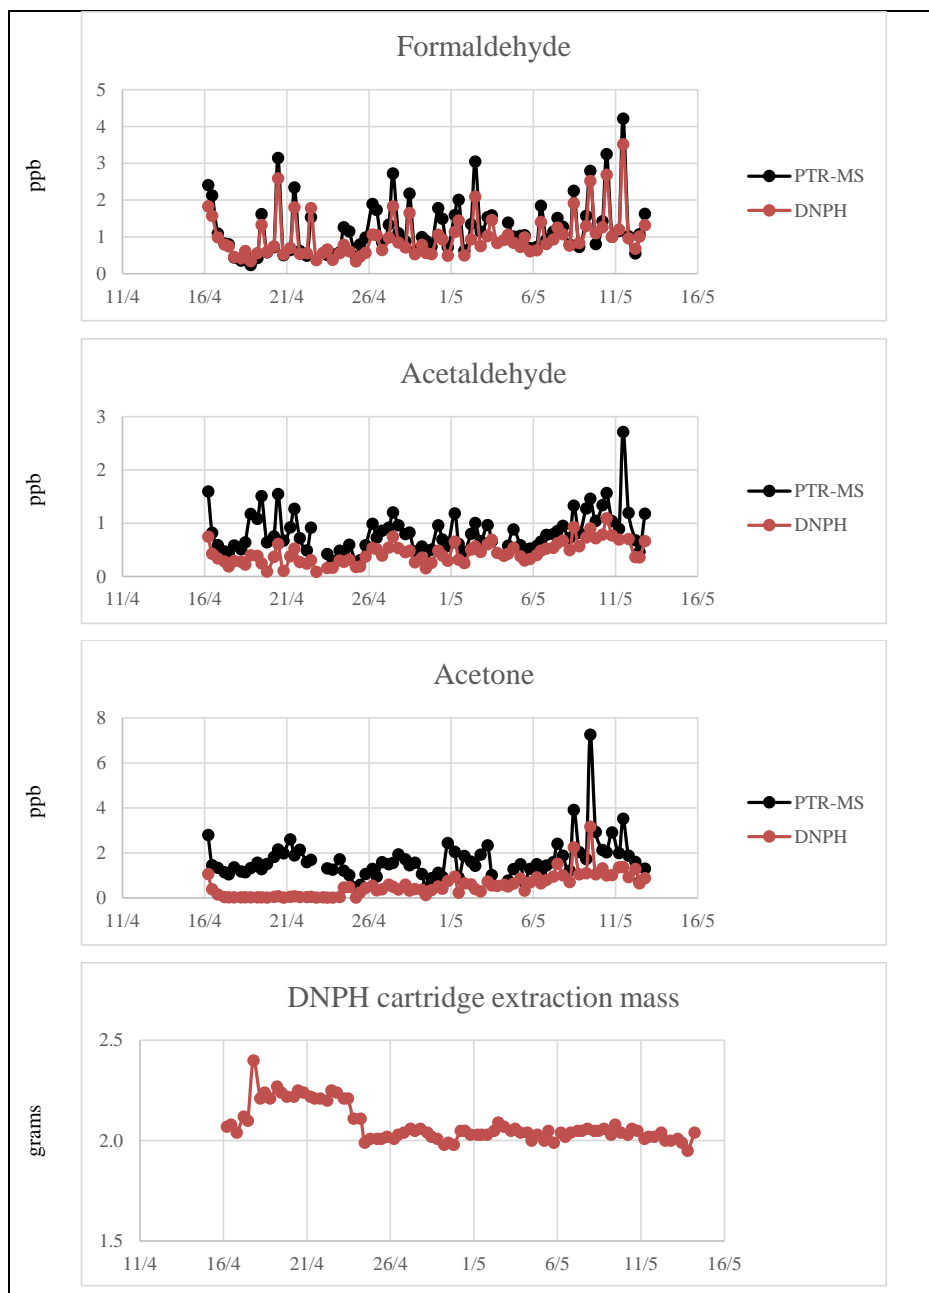 Formaldehyde
5
4
3
2
1
0
ppb
11/4 16/4 21/4 26/4 1/5 6/5 11/5 16/5
PTR-MS
DNPH
Acetaldehyde
3
2
1
0
ppb
11/4 16/4 21/4 26/4 1/5 6/5 11/5 16/5
PTR-MS
DNPH
Acetone
8
6
4
2
0
ppb
11/4 16/4 21/4 26/4 1/5 6/5 11/5 16/5
PTR-MS
DNPH
DNPH cartridge extraction mass
2.5
2.0
1.5
grams
11/4 16/4 21/4 26/4 1/5 6/5 11/5 16/5